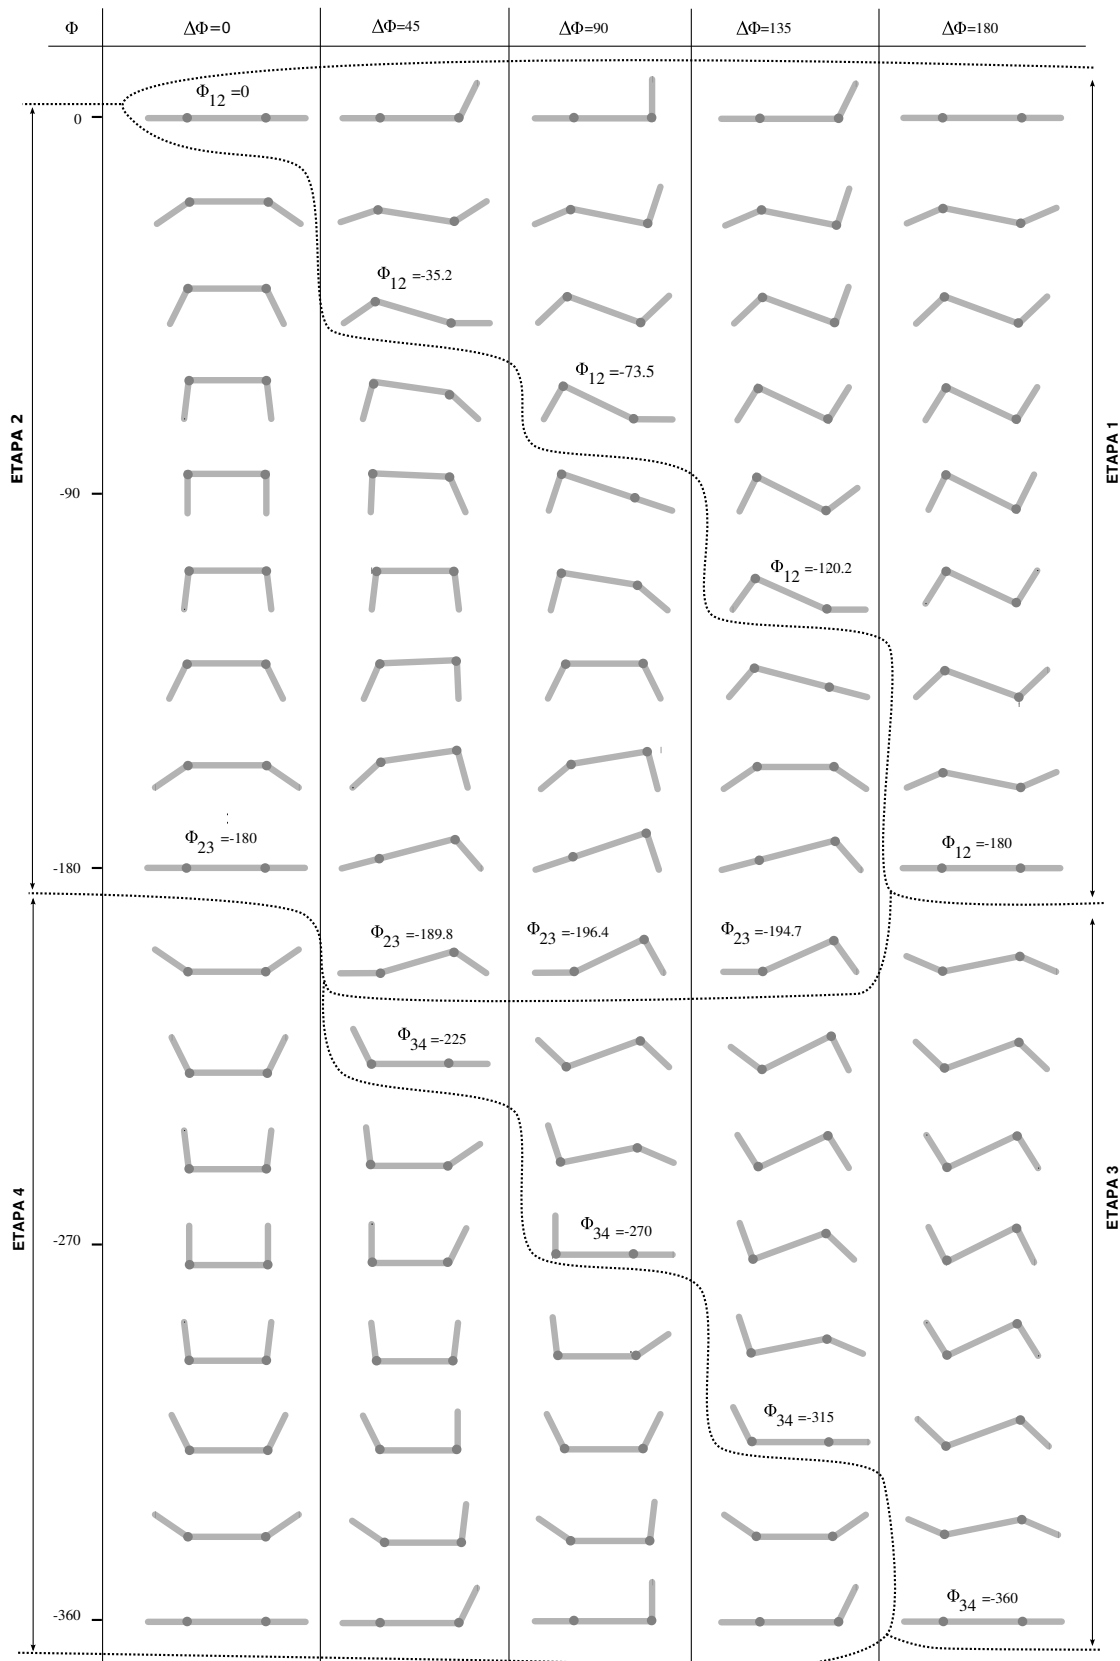 Φ ΔΦ=0 ΔΦ=45 ΔΦ=90 ΔΦ=135 ΔΦ=180
Φ12 =0
0
Φ12 =-35.2
Φ12 =-73.5
ETAPA 2
ETAPA 1
-90
Φ12 =-120.2
Φ23 =-180
Φ12 =-180
-180
Φ23 =-189.8
Φ23 =-196.4
Φ23 =-194.7
Φ34 =-225
ETAPA 4
ETAPA 3
Φ34 =-270
-270
Φ34 =-315
Φ34 =-360
-360